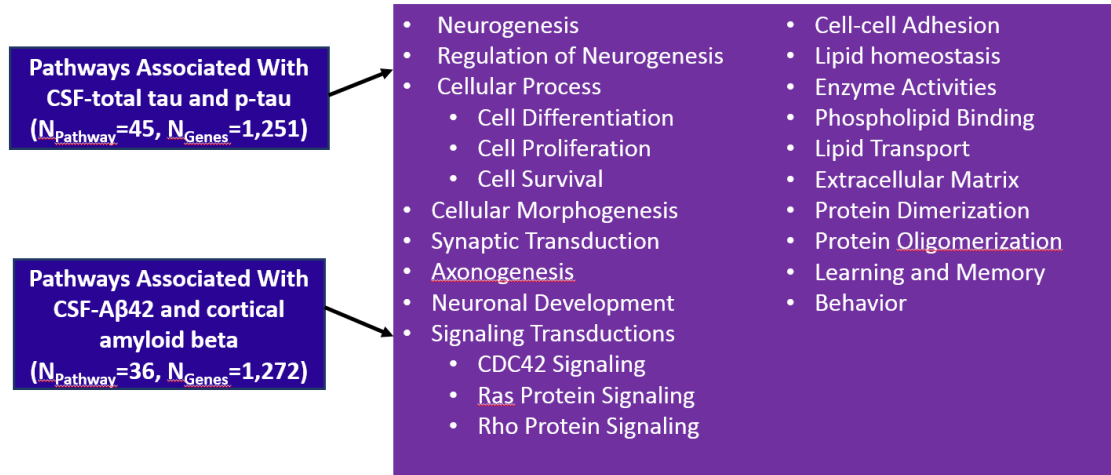 Pathways Associated With
CSF-total tau and p-tau
(NPathway=45, NGenes=1,251)
Pathways Associated With
CSF-Aβ42 and cortical
amyloid beta
(NPathway=36, NGenes=1,272)
• Neurogenesis
• Regulation of Neurogenesis
• Cellular Process
• Cell Differentiation
• Cell Proliferation
• Cell Survival
• Cellular Morphogenesis
• Synaptic Transduction
• Axonogenesis
• Neuronal Development
• Signaling Transductions
• CDC42 Signaling
• Ras Protein Signaling
• Rho Protein Signaling
• Cell-cell Adhesion
• Lipid homeostasis
• Enzyme Activities
• Phospholipid Binding
• Lipid Transport
• Extracellular Matrix
• Protein Dimerization
• Protein Oligomerization
• Learning and Memory
• Behavior